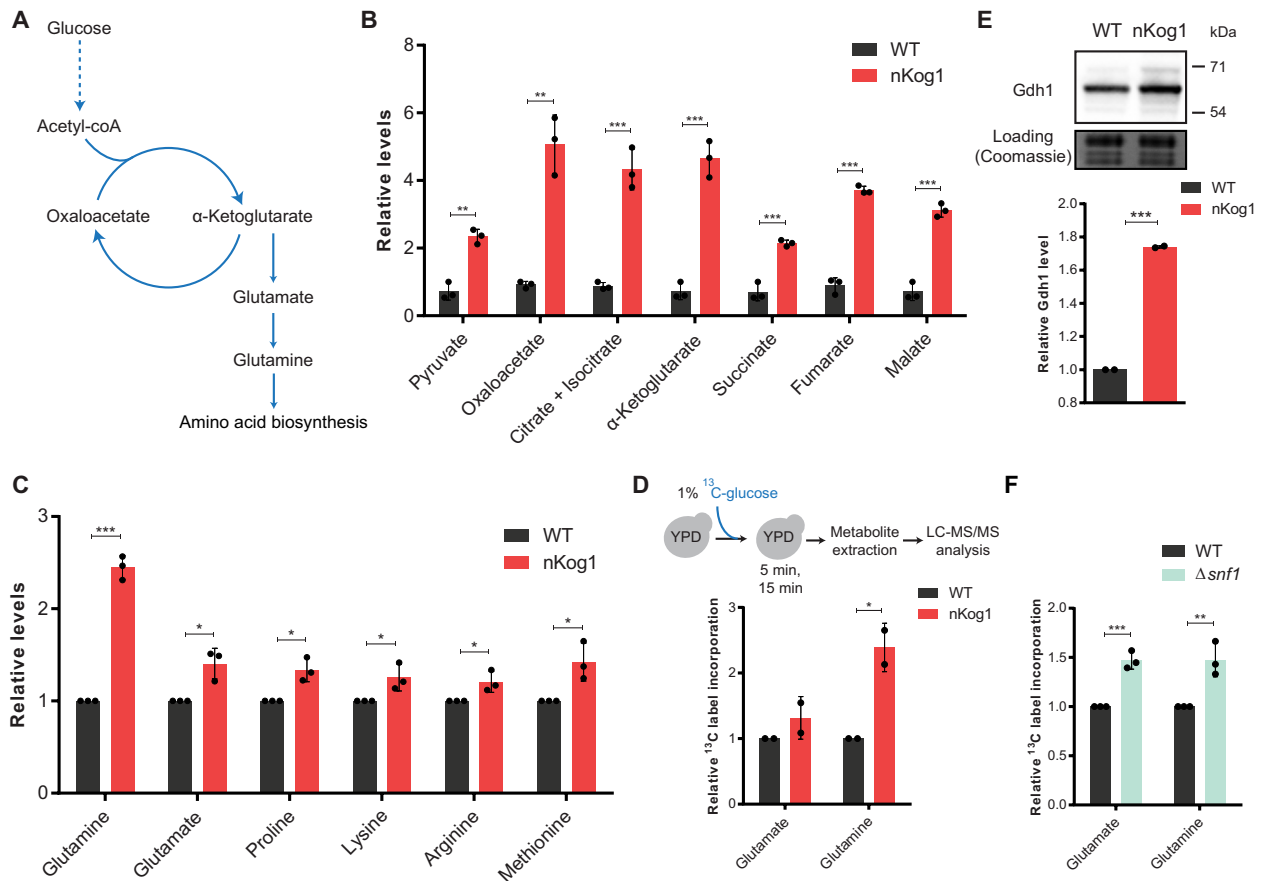 A
Glucose
Acetyl-coA
Oxaloacetate
α-Ketoglutarate
Glutamate
Glutamine
Amino acid biosynthesis
B
8
6
4
2
0
Relative levels
WT
nKog1
**
**
***
***
***
***
***
Pyruvate
Oxaloacetate
Citrate + Isocitrate
α-Ketoglutarate
Succinate
Fumarate
Malate
E
WT nKog1 kDa
Gdh1
71
54
Loading
(Coomassie)
WT
nKog1
***
Relative Gdh1 level
2.0
1.8
1.6
1.4
1.2
1.0
0.8
C
3
2
1
0
Relative levels
WT
nKog1
***
*
*
*
*
*
Glutamine
Glutamate
Proline
Lysine
Arginine
Methionine
D
1% 13C-glucose
YPD
YPD
5 min,
15 min
Metabolite
extraction
LC-MS/MS
analysis
WT
nKog1
*
Relative 13C label incorporation
3
2
1
0
Glutamate
Glutamine
F
WT
Δsnf1
***
**
Relative 13C label incorporation
2.0
1.5
1.0
0.5
0.0
Glutamate
Glutamine